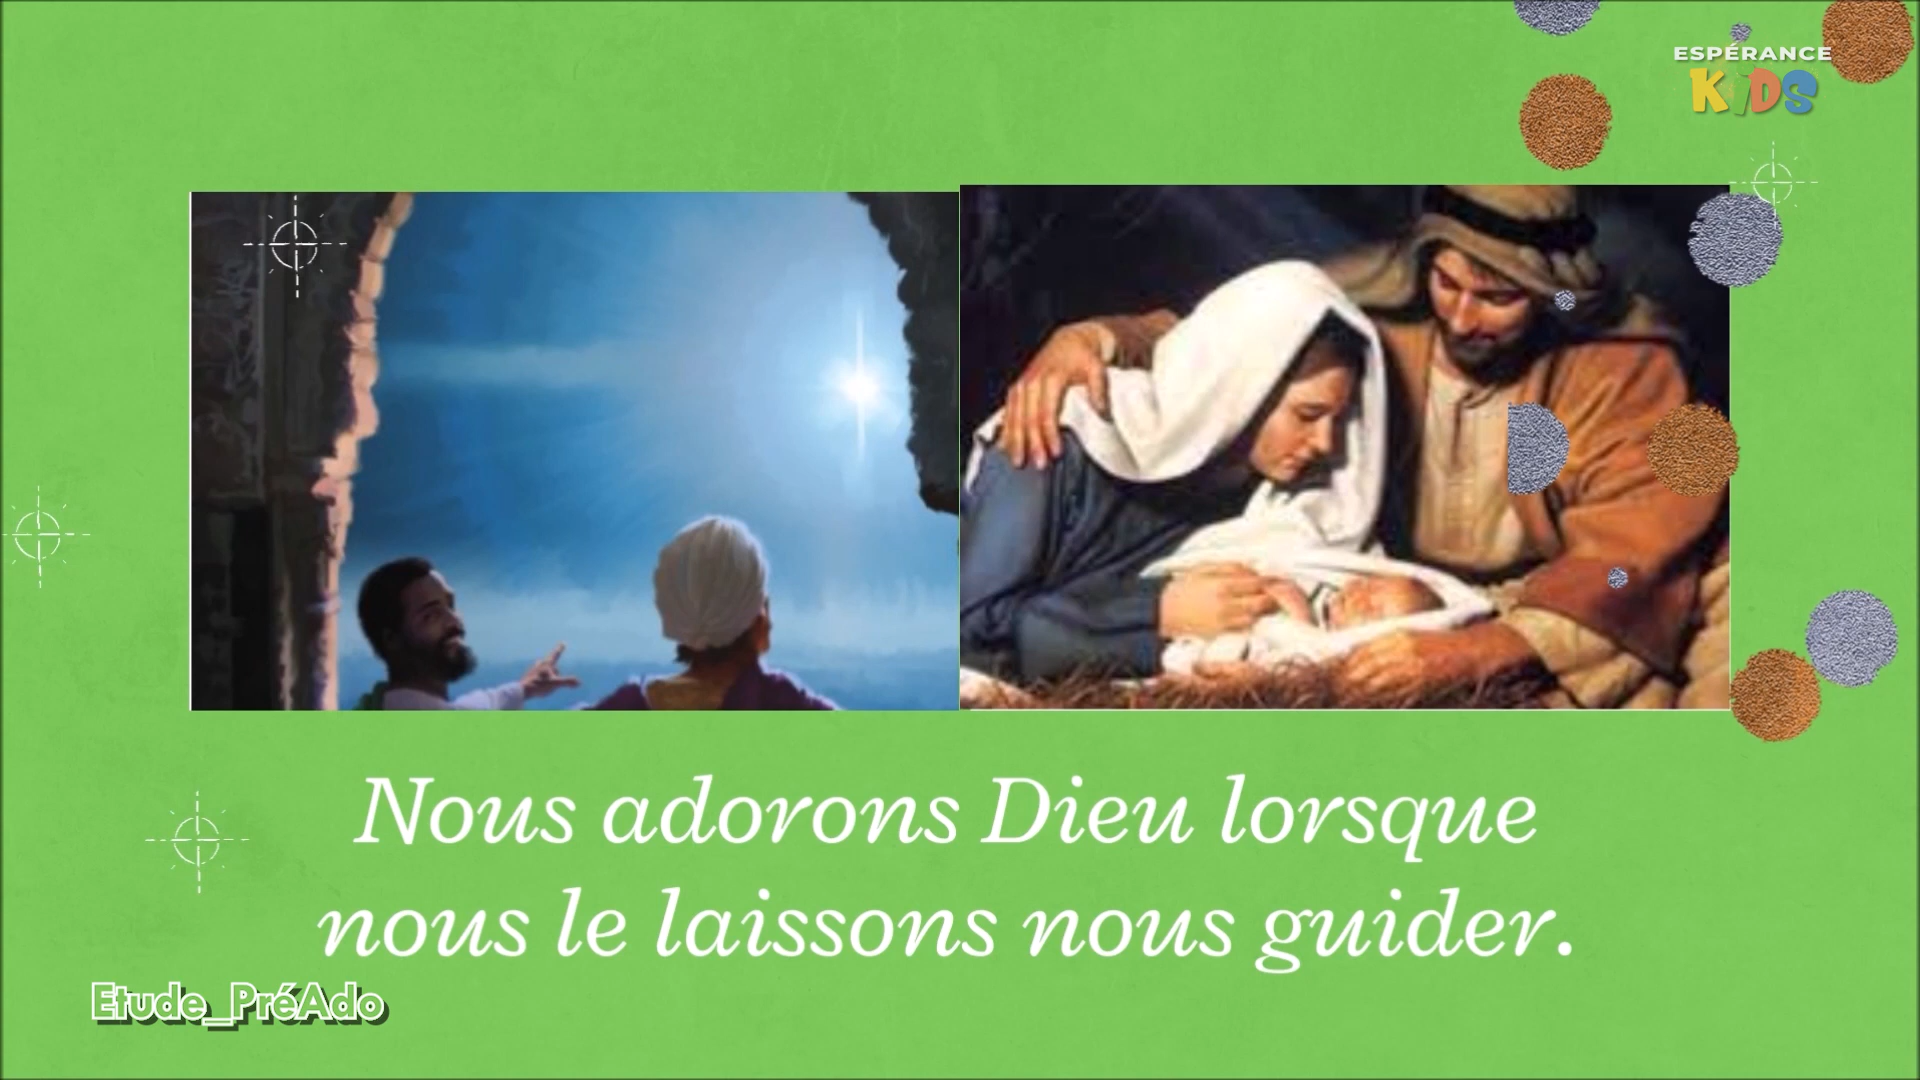 ESPÉRANCE
KiDS
Nous adorons Dieu lorsque
nous le laissons nous guider.
Etude_PréAdo